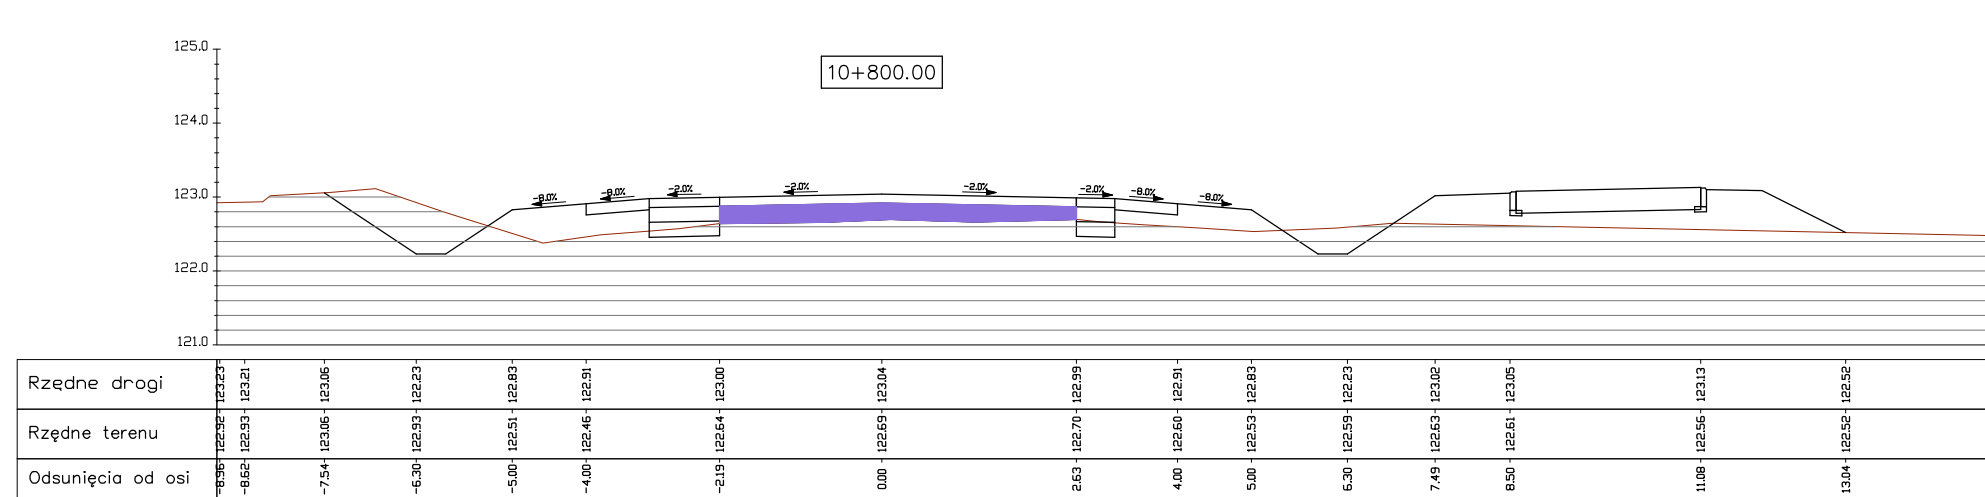 125.0
10+800.00
124.0
123.0
-8.0% -8.0% -2.0% -2.0% -2.0% -2.0% -8.0% -8.0%
122.0
121.0
Rzędne drogi 123.23 123.21 123.06 122.23 122.83 122.91 123.00 123.04 122.99 122.91 122.83 122.23 123.02 123.05 123.13 122.52
Rzędne terenu 122.92 122.93 123.06 122.93 122.51 122.46 122.64 122.69 122.70 122.60 122.53 122.59 122.63 122.61 122.56 122.52
Odsunięcia od osi -8.96 -8.62 -7.54 -6.30 -5.00 -4.00 -2.19 0.00 2.63 4.00 5.00 6.30 7.49 8.50 11.08 13.04